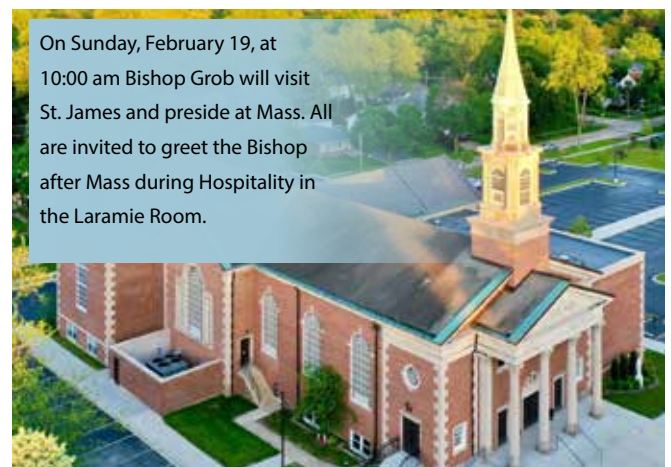 On Sunday, February 19, at
10:00 am Bishop Grob will visit
St. James and preside at Mass. All
are invited to greet the Bishop
after Mass during Hospitality in
the Laramie Room.